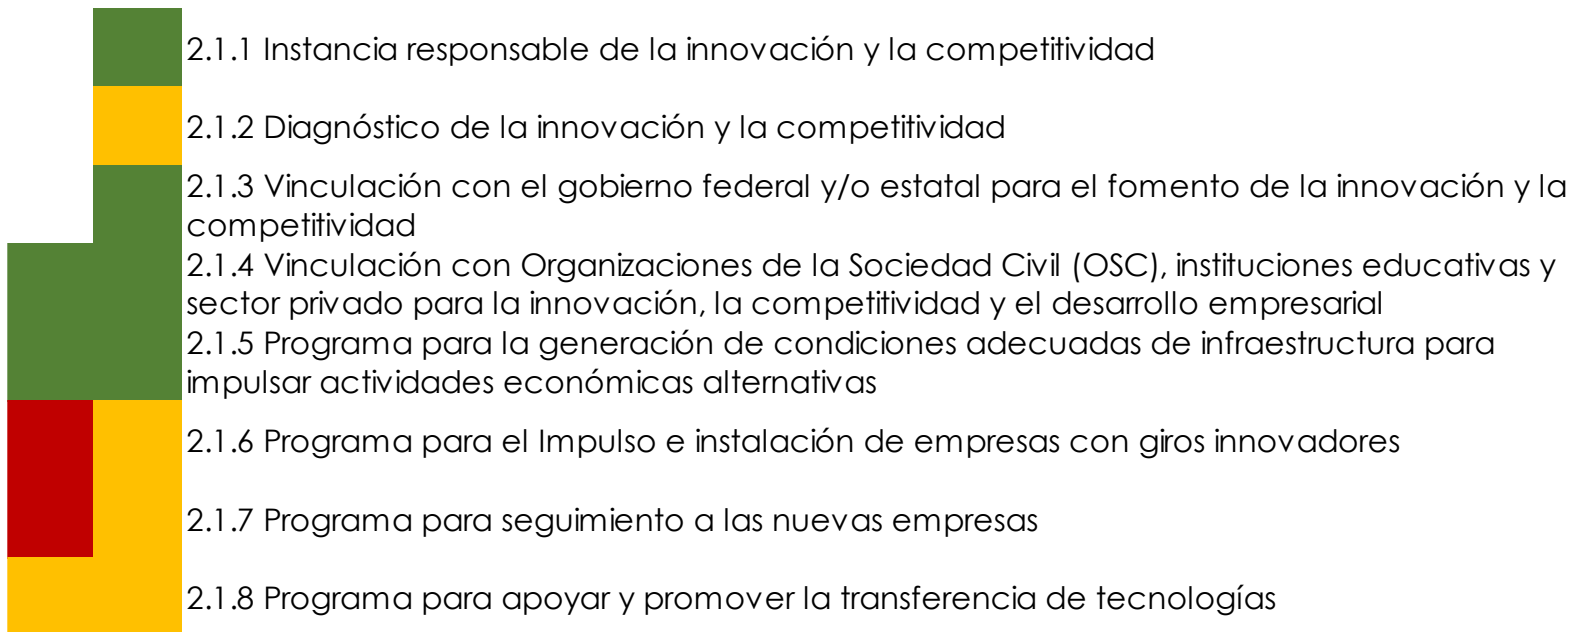 2.1.1 Instancia responsable de la innovación y la competitividad
2.1.2 Diagnóstico de la innovación y la competitividad
2.1.3 Vinculación con el gobierno federal y/o estatal para el fomento de la innovación y la
competitividad
2.1.4 Vinculación con Organizaciones de la Sociedad Civil (OSC), instituciones educativas y
sector privado para la innovación, la competitividad y el desarrollo empresarial
2.1.5 Programa para la generación de condiciones adecuadas de infraestructura para
impulsar actividades económicas alternativas
2.1.6 Programa para el Impulso e instalación de empresas con giros innovadores
2.1.7 Programa para seguimiento a las nuevas empresas
2.1.8 Programa para apoyar y promover la transferencia de tecnologías